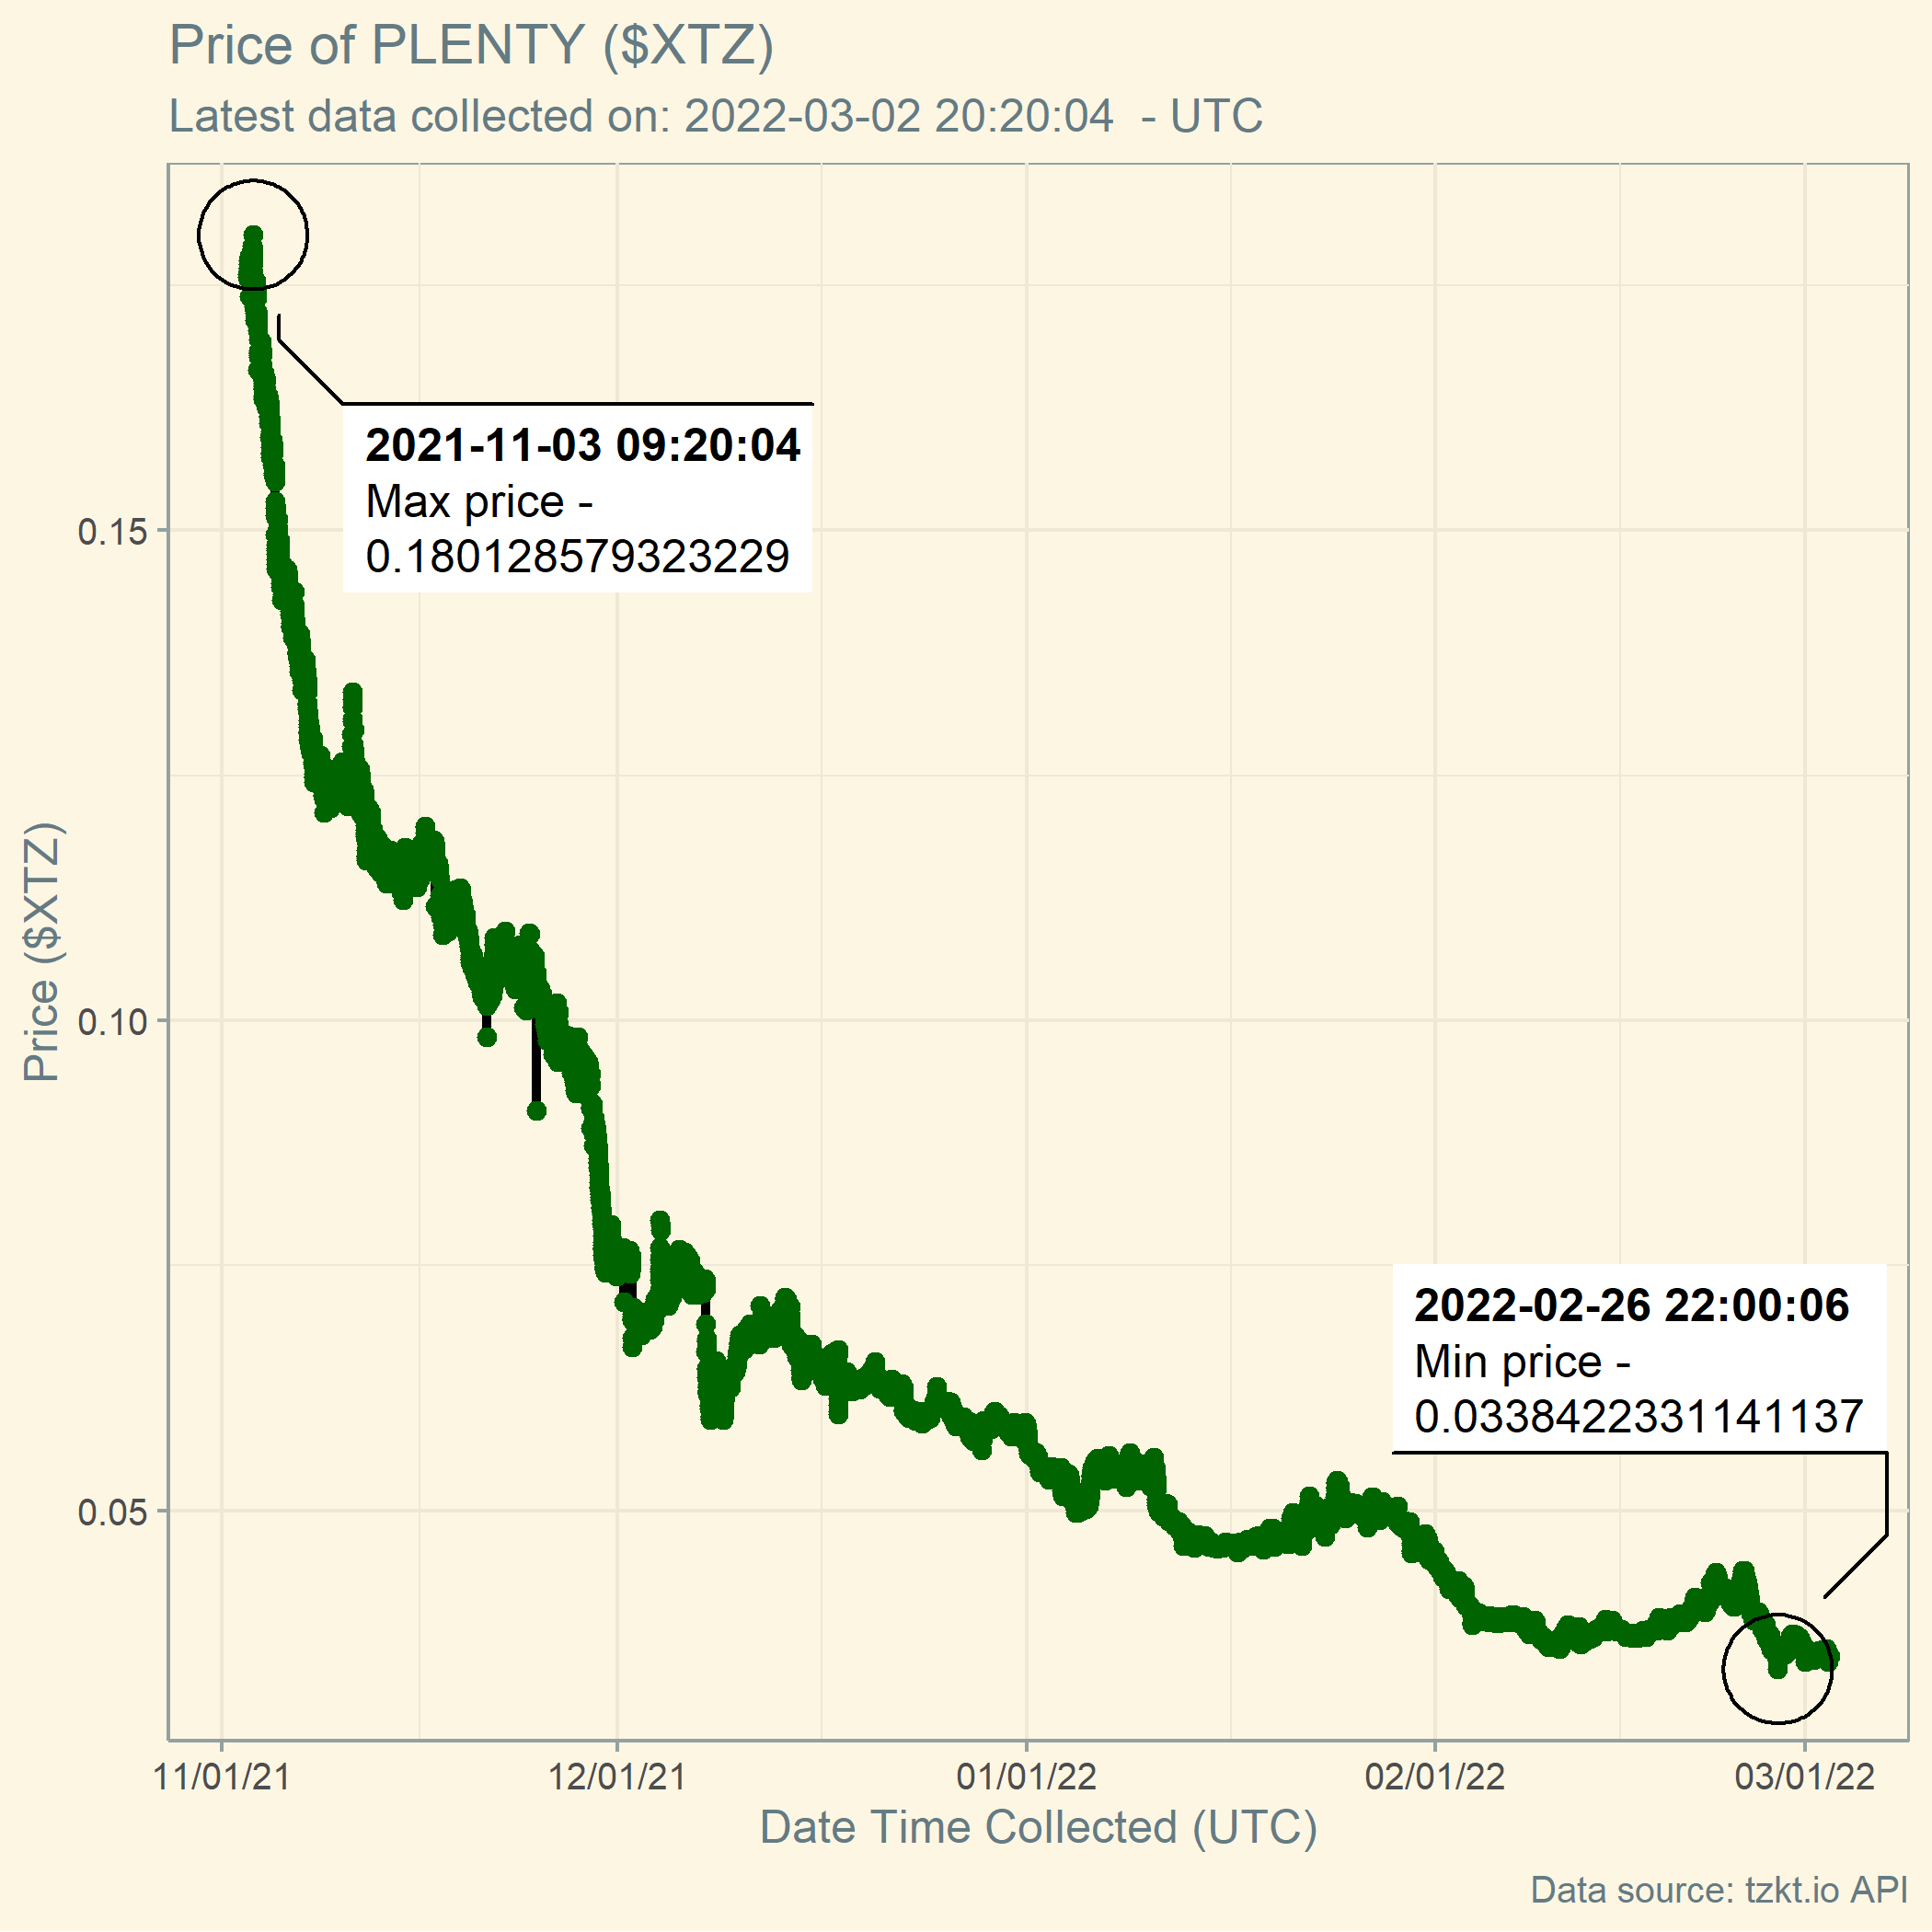 Price of PLENTY ($XTZ)
Latest data collected on: 2022-03-02 20:20:04  - UTC
2021-11-03 09:20:04
Max price -
0.180128579323229
0.15
0.10
0.05
Price ($XTZ)
2022-02-26 22:00:06
Min price -
0.0338422331141137
11/01/21
12/01/21
01/01/22
02/01/22
03/01/22
Date Time Collected (UTC)
Data source: tzkt.io API